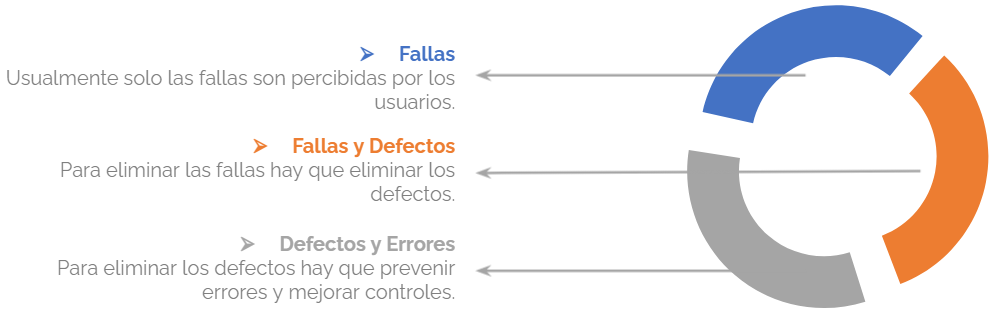 Fallas
Usualmente solo las fallas son percibidas por los
usuarios.
Fallas y Defectos
Para eliminar las fallas hay que eliminar los
defectos.
Defectos y Errores
Para eliminar los defectos hay que prevenir
errores y mejorar controles.